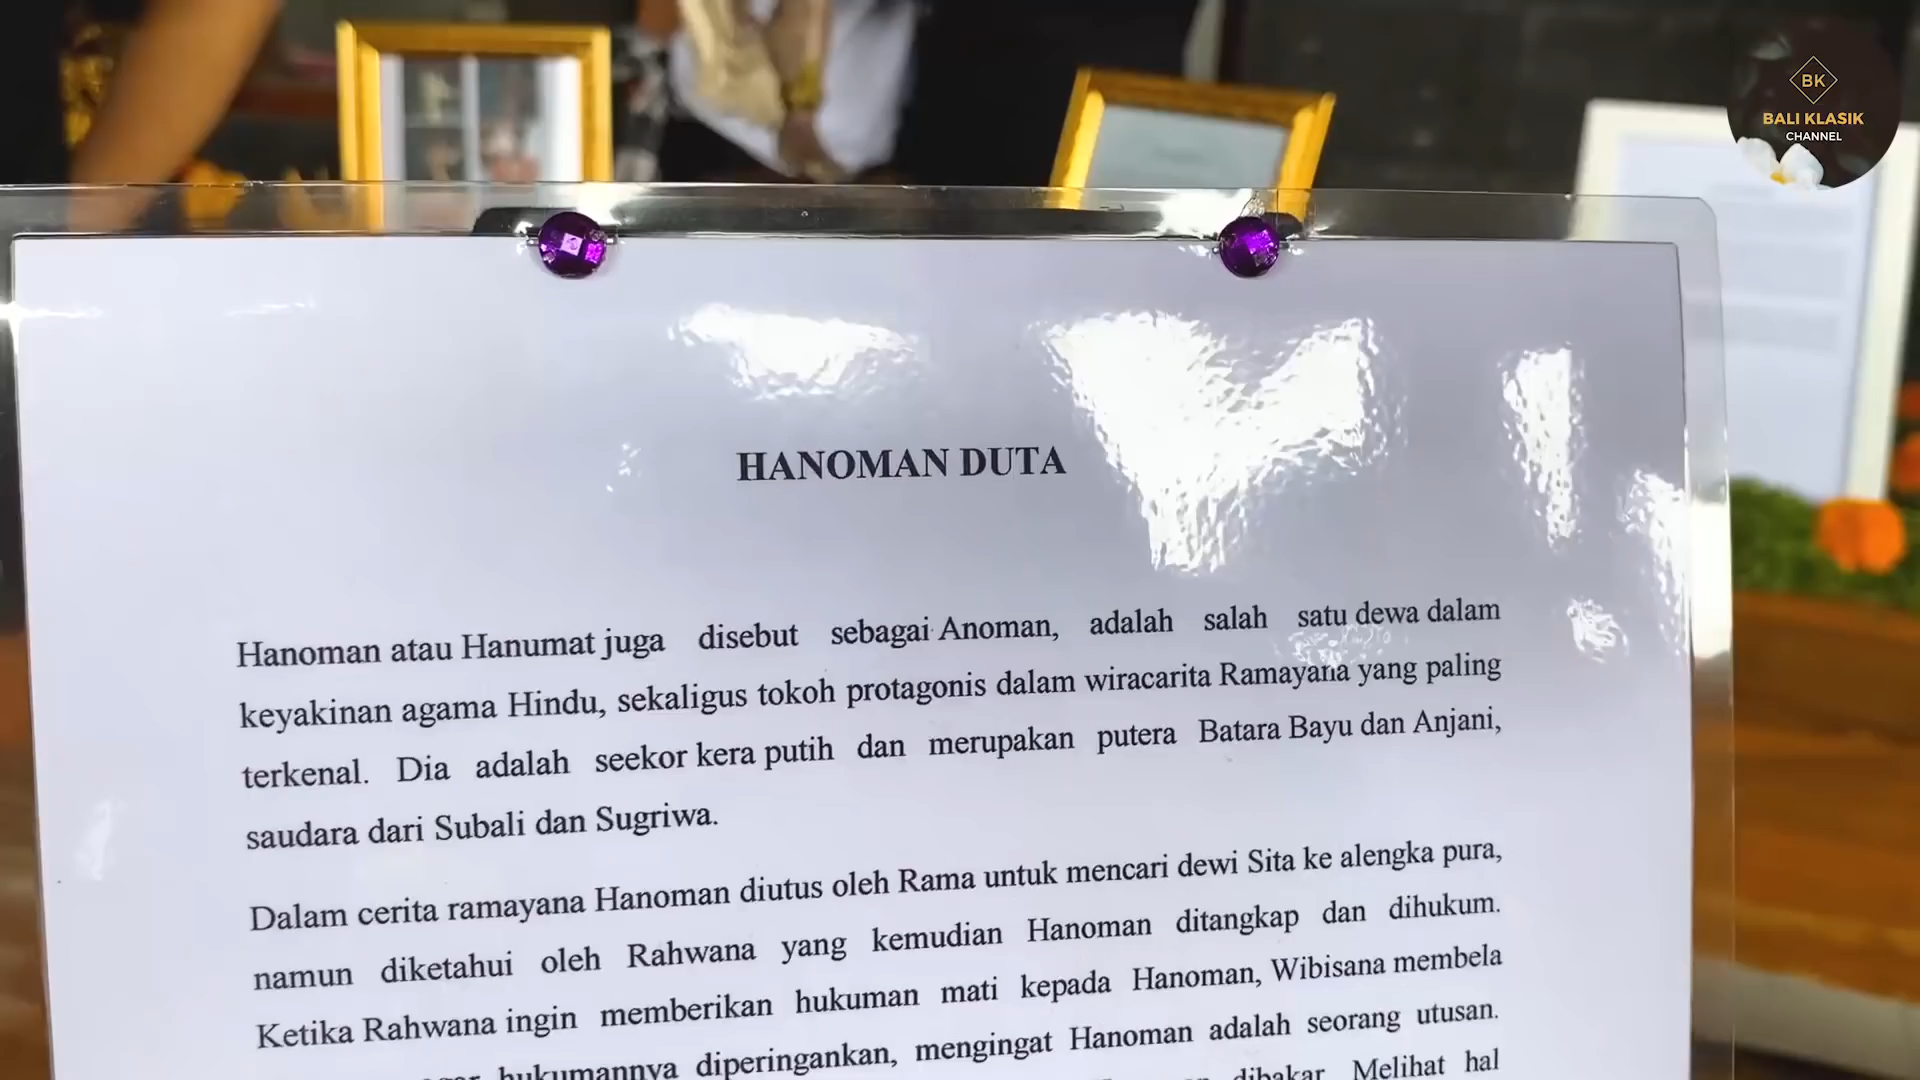 BK
BALI KLASIK
CHANNEL
HANOMAN DUTA
Hanoman atau Hanumat juga disebut sebagai Anoman, adalah salah satu dewa dalam
keyakinan agama Hindu, sekaligus tokoh protagonis dalam wiracarita Ramayana yang paling
terkenal. Dia adalah seekor kera putih dan merupakan putera Batara Bayu dan Anjani,
saudara dari Subali dan Sugriwa.
Dalam cerita ramayana Hanoman diutus oleh Rama untuk mencari dewi Sita ke alengka pura,
namun diketahui oleh Rahwana yang kemudian Hanoman ditangkap dan dihukum.
Ketika Rahwana ingin memberikan hukuman mati kepada Hanoman, Wibisana membela
hukumannya diperingankan, mengingat Hanoman adalah seorang utusan.
dibakar. Melihat hal